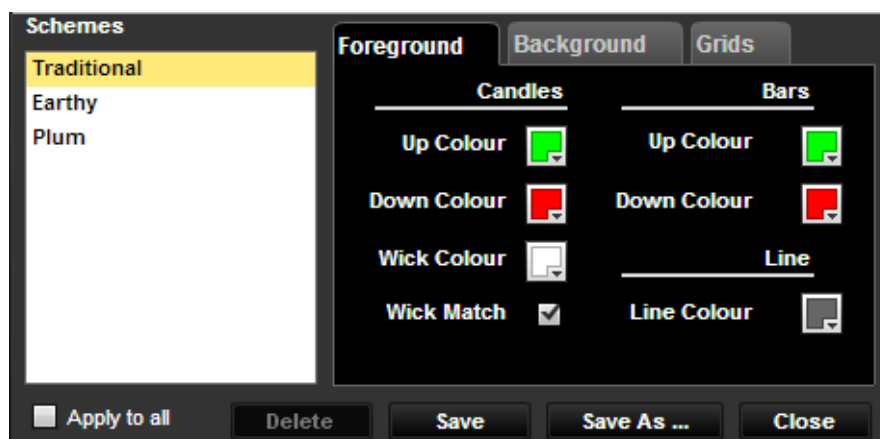 Schemes
Traditional
Earthy
Plum
Foreground Background Grids
Candles Bars
Up Colour Up Colour
Down Colour Down Colour
Wick Colour Line
Wick Match Line Colour
Apply to all Delete Save Save As ... Close